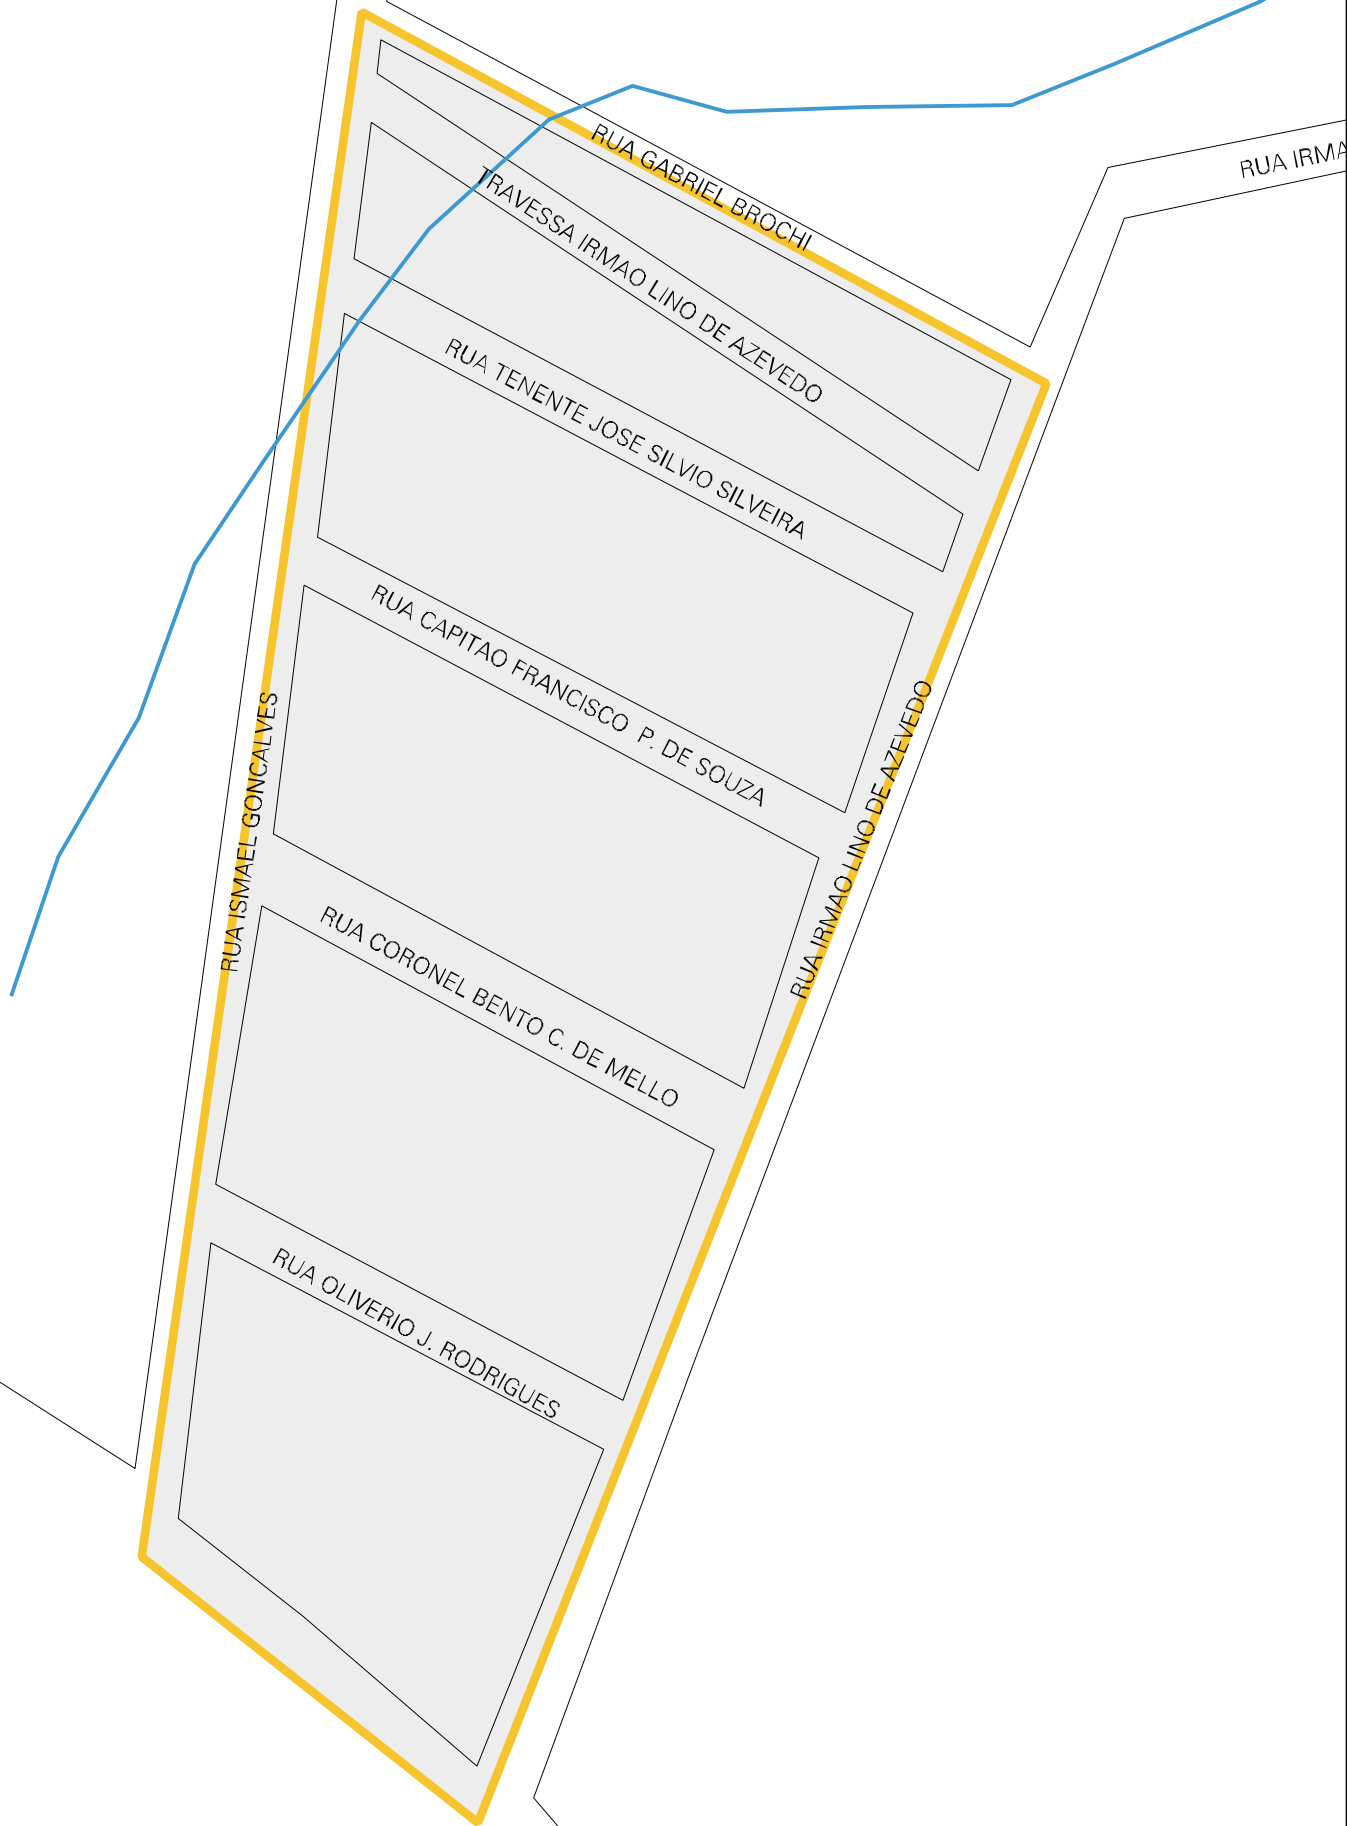 RUA GABRIEL BROCHI
RUA IRMA
TRAVESSA IRMAO LINO DE AZEVEDO
RUA TENENTE JOSE SILVIO SILVEIRA
RUA CAPITAO FRANCISCO P. DE SOUZA
RUA ISMAEL GONCALVES
RUA IRMAO LINO DE AZEVEDO
RUA CORONEL BENTO C. DE MELLO
RUA OLIVERIO J. RODRIGUES